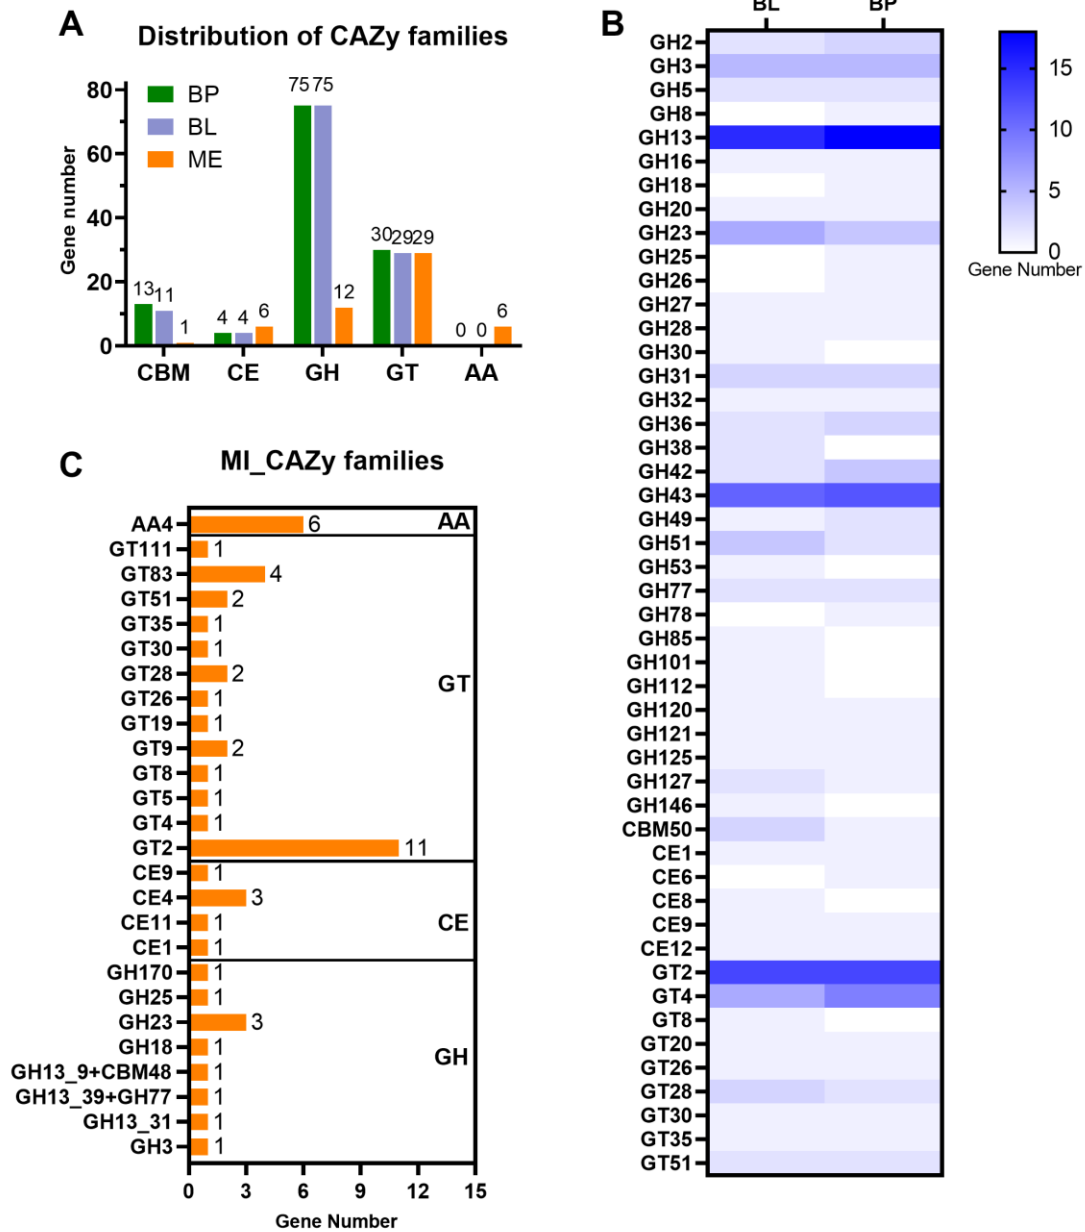 A
Distribution of CAZy families
Gene number
80
60
40
20
0
BP
BL
ME
13
11
1
4
4
6
75
75
12
30
29
29
0
0
6
CBM
CE
GH
GT
AA
B
BL
BP
GH2
GH3
GH5
GH8
GH13
GH16
GH18
GH20
GH23
GH25
GH26
GH27
GH28
GH30
GH31
GH32
GH36
GH38
GH42
GH43
GH49
GH51
GH53
GH77
GH78
GH85
GH101
GH112
GH120
GH121
GH125
GH127
GH146
CBM50
CE1
CE6
CE8
CE9
CE12
GT2
GT4
GT8
GT20
GT26
GT28
GT30
GT35
GT51
15
10
5
0
Gene Number
C
MI_CAZy families
AA4 6
AA
GT111 1
GT83 4
GT51 2
GT35 1
GT30 1
GT28 2
GT
GT26 1
GT19 1
GT9 2
GT8 1
GT5 1
GT4 1
GT2 11
CE9 1
CE4 3
CE11 1
CE
CE1 1
GH170 1
GH25 1
GH23 3
GH18 1
GH
GH13_9+CBM48 1
GH13_39+GH77 1
GH13_31 1
GH3 1
0 3 6 9 12 15
Gene Number